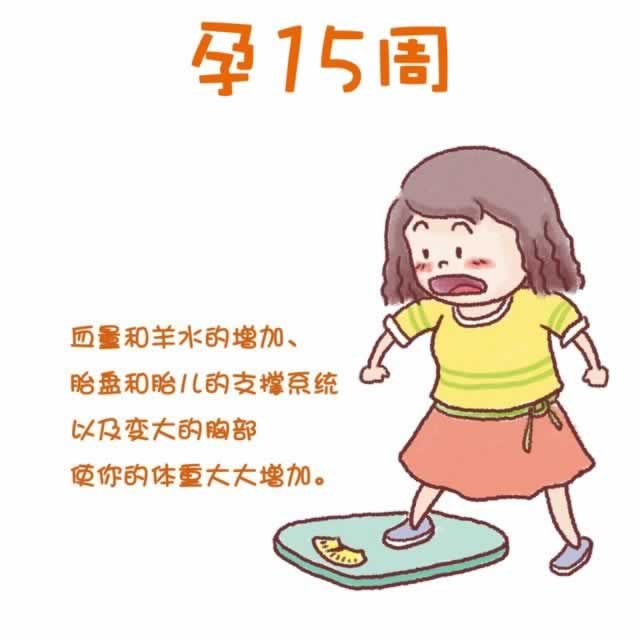 孕15周
血量和羊水的增加、
胎盘和胎儿的支撑系统
以及变大的胸部
使你的体重大大增加。